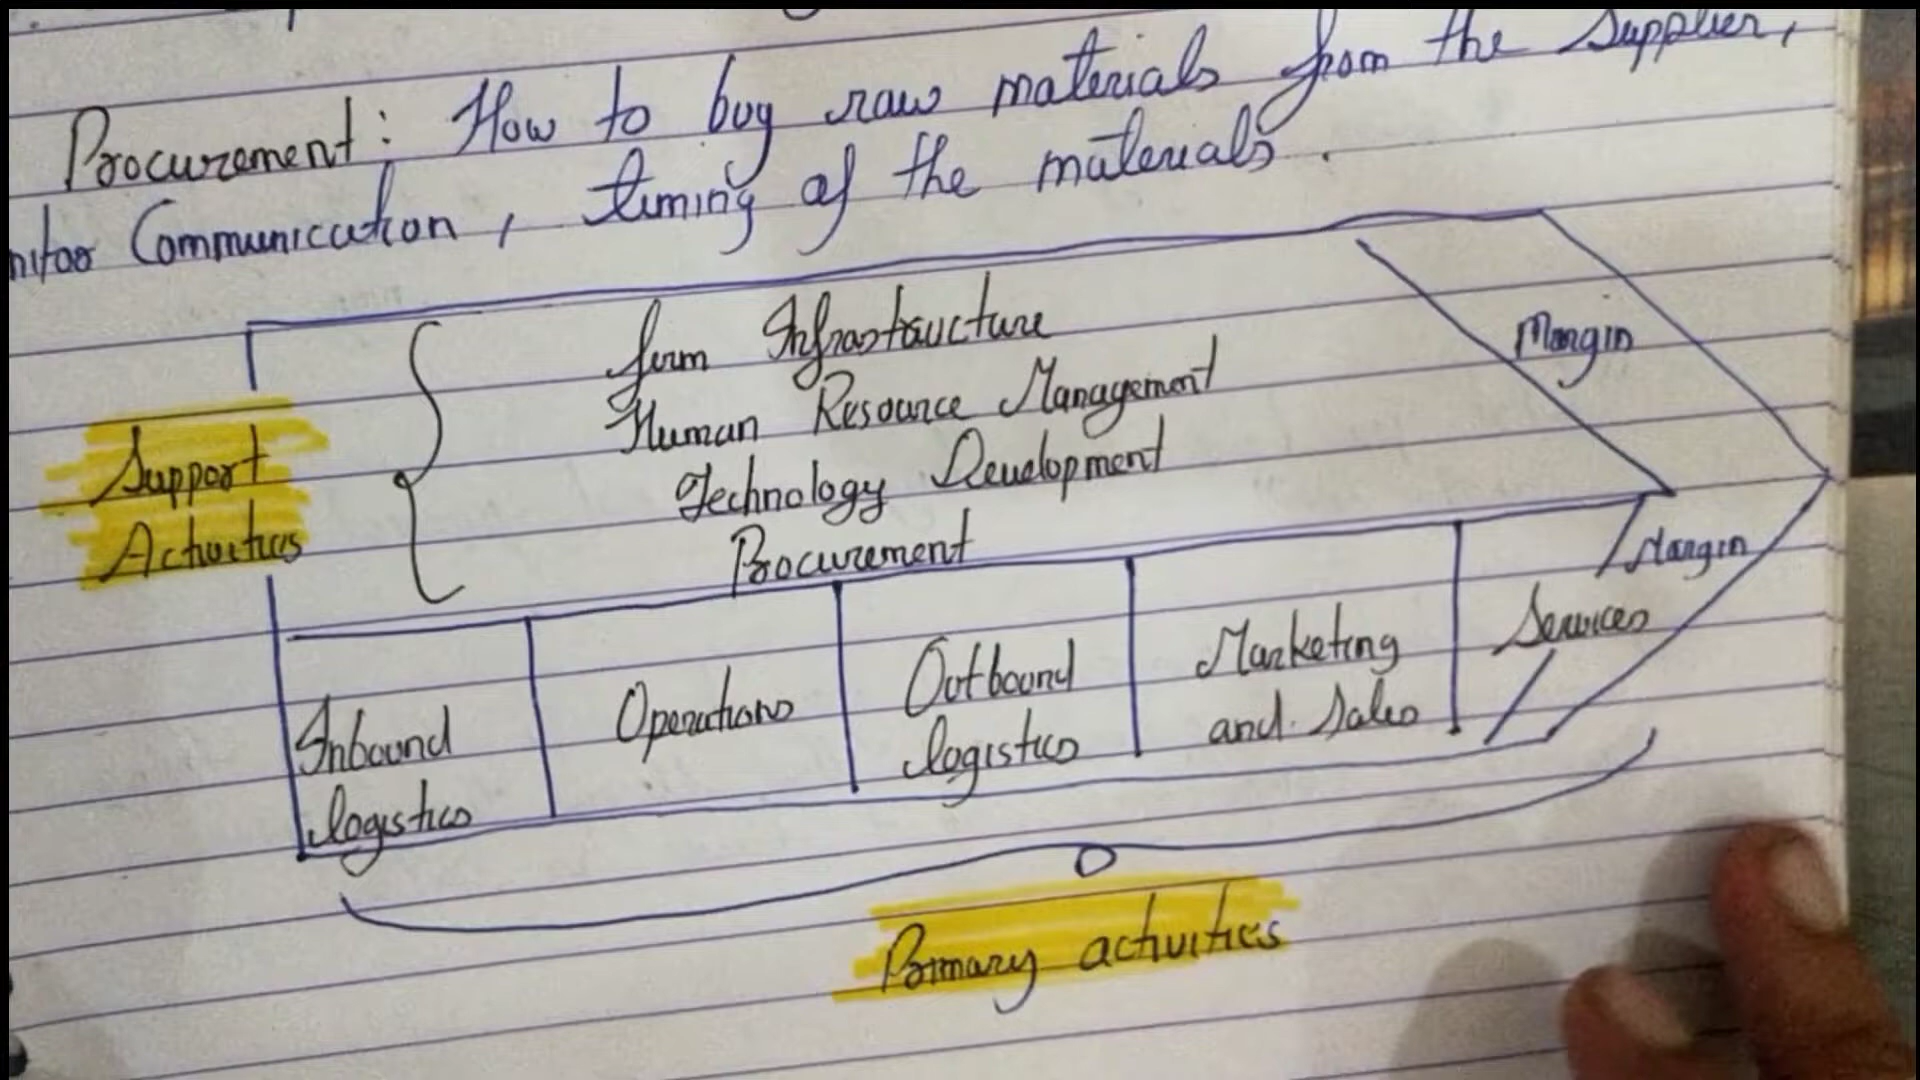 Procurement: How to buy raw materials from the Supplier,
Communication, timing of the materials.
firm Infrastructure
Human Resource Management
Technology Development
Procurement
Margin
Support
Activities
Margin
Inbound
logistics
Operations
Outbound
logistics
Marketing
and Sales
Services
Primary activities